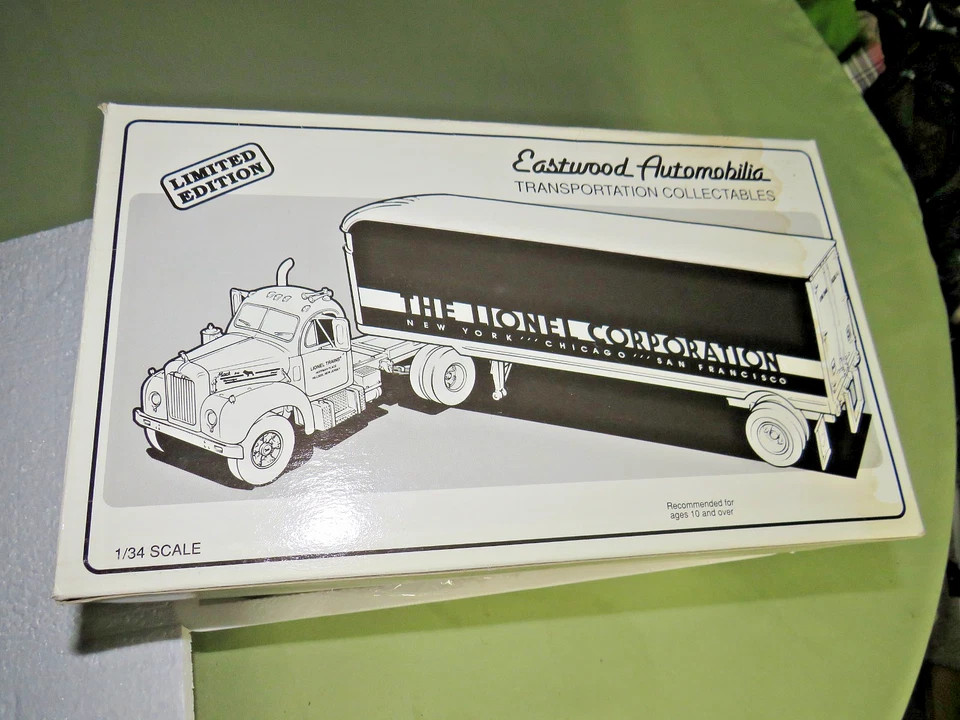 LIMITED
EDITION
Eastwood Automobilia
TRANSPORTATION COLLECTABLES
THE LIONEL CORPORATION
NEW YORK ''' CHICAGO ''' SAN FRANCISCO
Mack
LIONEL TRAINS
Recommended for
ages 10 and over
1/34 SCALE